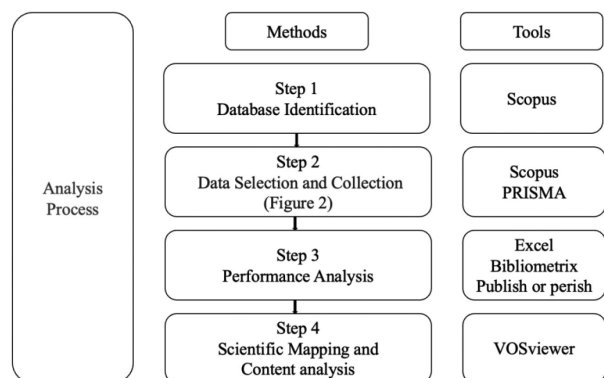 Methods
Tools
Analysis
Process
Step 1
Database Identification
Scopus
Step 2
Data Selection and Collection
(Figure 2)
Scopus
PRISMA
Step 3
Performance Analysis
Excel
Bibliometrix
Publish or perish
Step 4
Scientific Mapping and
Content analysis
VOSviewer